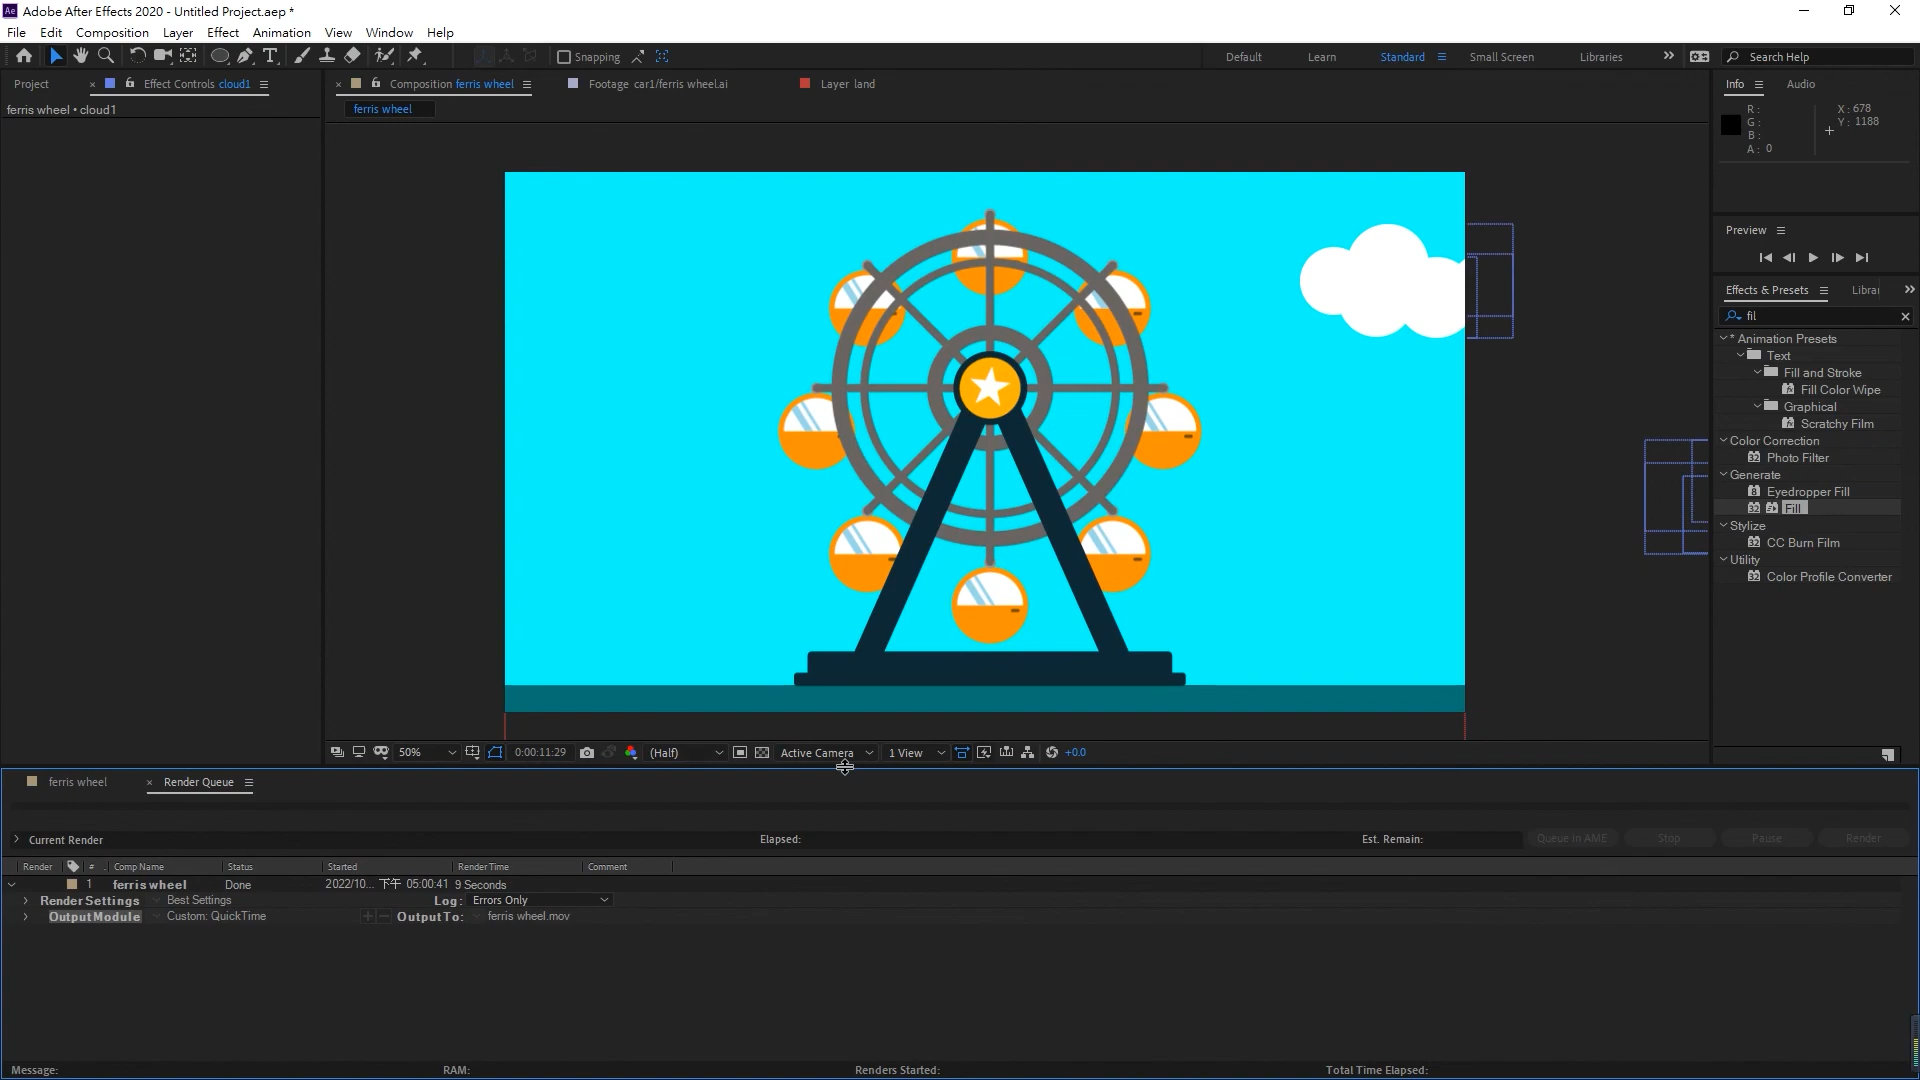 Adobe After Effects 2020 - Untitled Project.aep *
File Edit Composition Layer Effect Animation View Window Help
Snapping Default Learn Standard Small Screen Libraries Search Help
Project Effect Controls cloud1 Composition ferris wheel Footage car1/ferris wheel.ai Layer land Info Audio
ferris wheel • cloud1
ferris wheel
R :
G :
B :
A : 0
X : 678
Y : 1188
Preview
Effects & Presets Librar
fil
* Animation Presets
Text
Fill and Stroke
Fill Color Wipe
Graphical
Scratchy Film
Color Correction
Photo Filter
Generate
Eyedropper Fill
Fill
Stylize
CC Burn Film
Utility
Color Profile Converter
50% 0:00:11:29 (Half) Active Camera 1 View +0.0
ferris wheel Render Queue
Current Render Elapsed: Est. Remain: Queue in AME Stop Pause Render
Render # Comp Name Status Started Render Time Comment
1 ferris wheel Done 2022/10... 下午 05:00:41 9 Seconds
Render Settings Best Settings Log: Errors Only
Output Module Custom: QuickTime Output To: ferris wheel.mov
Message: RAM: Renders Started: Total Time Elapsed: